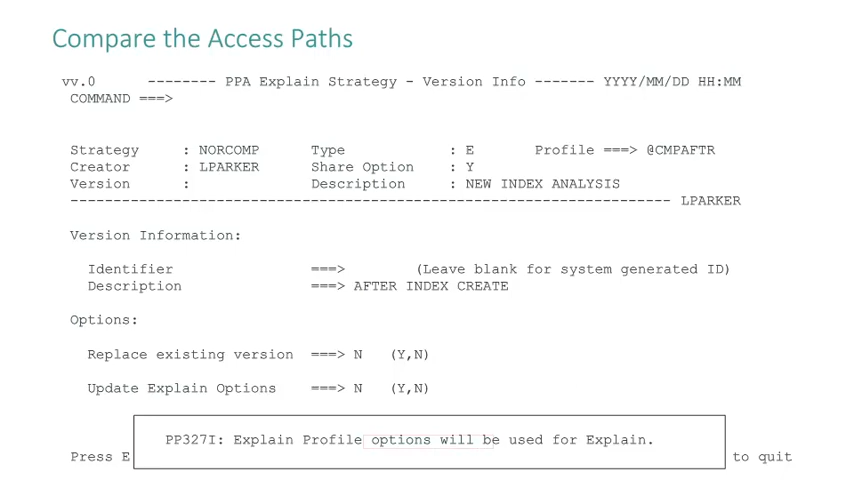 Compare the Access Paths
vv.0 -------- PPA Explain Strategy - Version Info ------- YYYY/MM/DD HH:MM
COMMAND ===>
Strategy : NORCOMP Type : E Profile ===> @CMPAFTR
Creator : LPARKER Share Option : Y
Version : Description : NEW INDEX ANALYSIS
---------------------------------------------------------------------- LPARKER
Version Information:
Identifier ===> (Leave blank for system generated ID)
Description ===> AFTER INDEX CREATE
Options:
Replace existing version ===> N (Y,N)
Update Explain Options ===> N (Y,N)
PP327I: Explain Profile options will be used for Explain.
Press E to quit